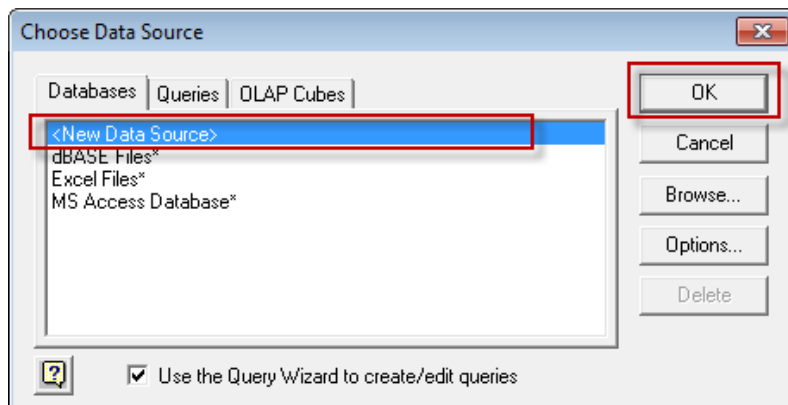 Choose Data Source
Databases
Queries
OLAP Cubes
<New Data Source>
dBASE Files*
Excel Files*
MS Access Database*
OK
Cancel
Browse...
Options...
Delete
?
Use the Query Wizard to create/edit queries